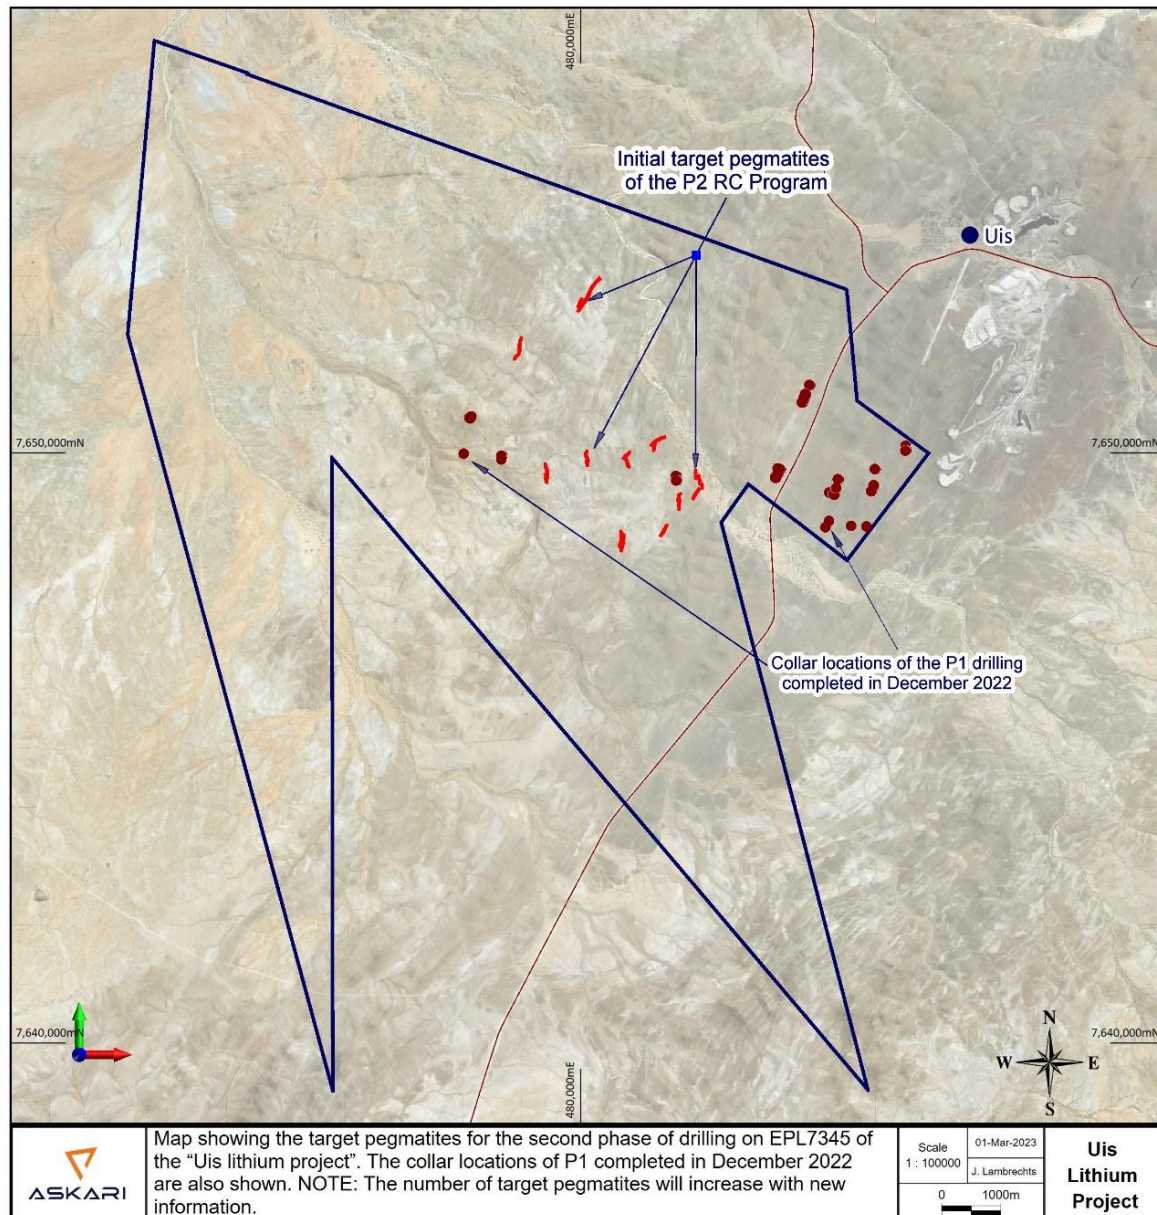 480,000mE
Initial target pegmatites
of the P2 RC Program
Uis
7,650,000mN
7,650,000mN
Collar locations of the P1 drilling
completed in December 2022
7,640,000mN
7,640,000mN
480,000mE
N
W E
S
ASKARI
Map showing the target pegmatites for the second phase of drilling on EPL7345 of
the “Uis lithium project”. The collar locations of P1 completed in December 2022
are also shown. NOTE: The number of target pegmatites will increase with new
information.
Scale
1 : 100000
01-Mar-2023
J. Lambrechts
0 1000m
Uis
Lithium
Project